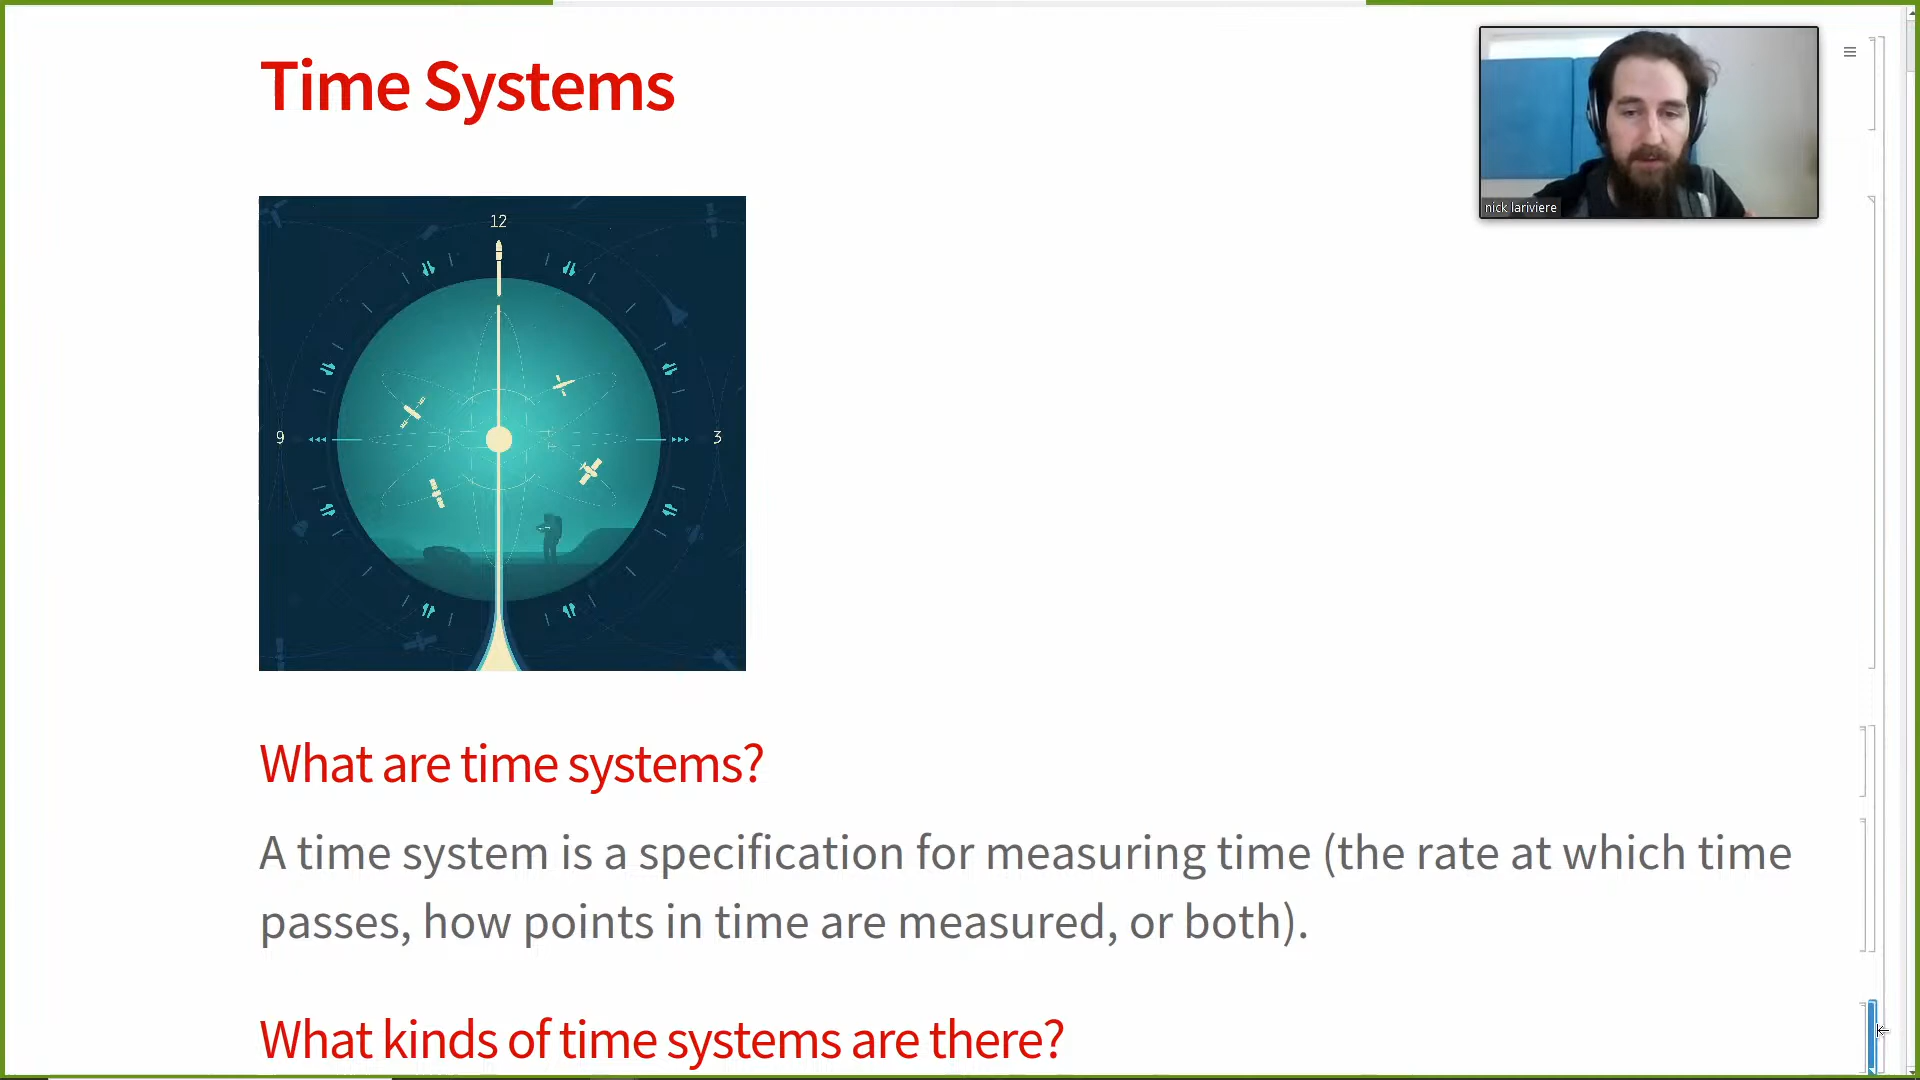 Time Systems
nick lariviere
12
9
3
What are time systems?
A time system is a specification for measuring time (the rate at which time
passes, how points in time are measured, or both).
What kinds of time systems are there?